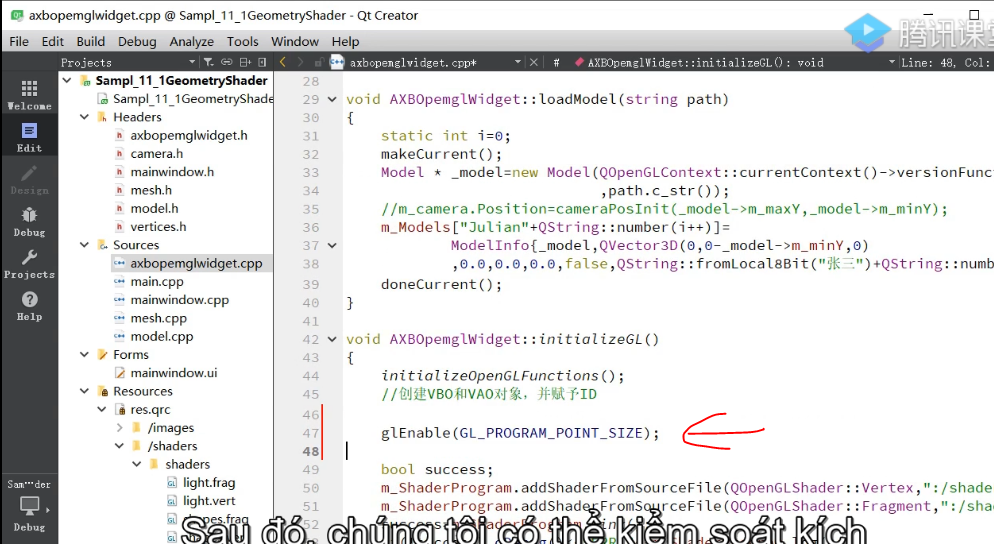 axbopemglwidget.cpp @ Sampl_11_1GeometryShader - Qt Creator
腾讯课堂
File Edit Build Debug Analyze Tools Window Help
Projects
axbopemglwidget.cpp*
# AXBOpemglWidget::initializeGL(): void
Line: 48, Col:
Welcome
Edit
Design
Debug
Projects
Help
Sam···der
Debug
Sampl_11_1GeometryShader
Sampl_11_1GeometryShade
Headers
axbopemglwidget.h
camera.h
mainwindow.h
mesh.h
model.h
vertices.h
Sources
axbopemglwidget.cpp
main.cpp
mainwindow.cpp
mesh.cpp
model.cpp
Forms
mainwindow.ui
Resources
res.qrc
/images
/shaders
shaders
light.frag
light.vert
28
29 void AXBOpemglWidget::loadModel(string path)
30 {
31 static int i=0;
32 makeCurrent();
33 Model * _model=new Model(QOpenGLContext::currentContext()->versionFunc
34 ,path.c_str());
35 //m_camera.Position=cameraPosInit(_model->m_maxY,_model->m_minY);
36 m_Models["Julian"+QString::number(i++)]=
37 ModelInfo{_model,QVector3D(0,0-_model->m_minY,0)
38 ,0.0,0.0,0.0,false,QString::fromLocal8Bit("张三")+QString::numb
39 doneCurrent();
40 }
41
42 void AXBOpemglWidget::initializeGL()
43 {
44 initializeOpenGLFunctions();
45 //创建VBO和VAO对象，并赋予ID
46
47 glEnable(GL_PROGRAM_POINT_SIZE);
48
49 bool success;
50 m_ShaderProgram.addShaderFromSourceFile(QOpenGLShader::Vertex,":/shade
51 m_ShaderProgram.addShaderFromSourceFile(QOpenGLShader::Fragment,":/sha
Sau đó, chúng tôi có thể kiểm soát kích